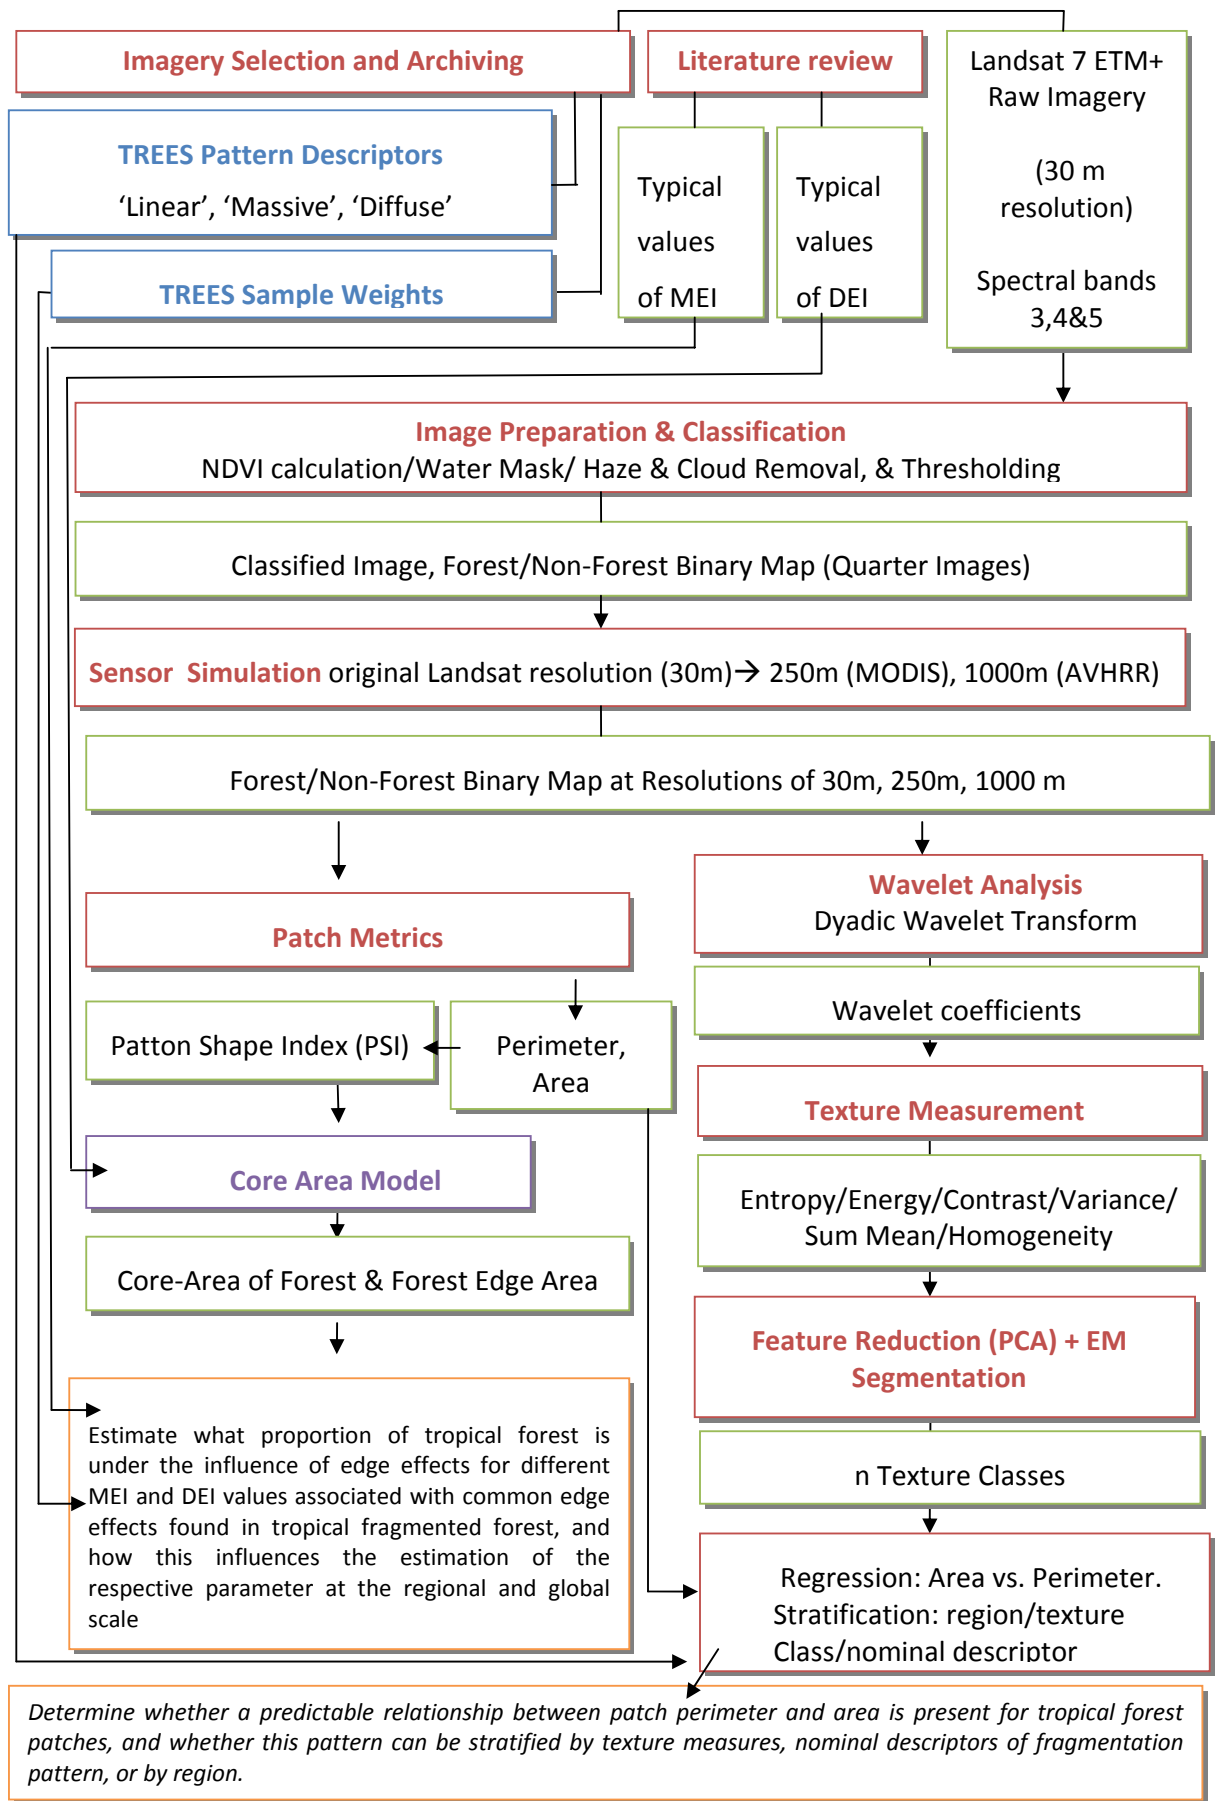 Imagery Selection and Archiving
Literature review
Landsat 7 ETM+
Raw Imagery
(30 m
resolution)
Spectral bands
3,4&5
TREES Pattern Descriptors
‘Linear’, ‘Massive’, ‘Diffuse’
TREES Sample Weights
Typical
values
of MEI
Typical
values
of DEI
Image Preparation & Classification
NDVI calculation/Water Mask/ Haze & Cloud Removal, & Thresholding
Classified Image, Forest/Non-Forest Binary Map (Quarter Images)
Sensor Simulation original Landsat resolution (30m)→ 250m (MODIS), 1000m (AVHRR)
Forest/Non-Forest Binary Map at Resolutions of 30m, 250m, 1000 m
Patch Metrics
Patton Shape Index (PSI)
Perimeter,
Area
Core Area Model
Core-Area of Forest & Forest Edge Area
Estimate what proportion of tropical forest is
under the influence of edge effects for different
MEI and DEI values associated with common edge
effects found in tropical fragmented forest, and
how this influences the estimation of the
respective parameter at the regional and global
scale
Wavelet Analysis
Dyadic Wavelet Transform
Wavelet coefficients
Texture Measurement
Entropy/Energy/Contrast/Variance/
Sum Mean/Homogeneity
Feature Reduction (PCA) + EM
Segmentation
n Texture Classes
Regression: Area vs. Perimeter.
Stratification: region/texture
Class/nominal descriptor
Determine whether a predictable relationship between patch perimeter and area is present for tropical forest
patches, and whether this pattern can be stratified by texture measures, nominal descriptors of fragmentation
pattern, or by region.